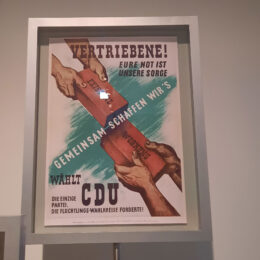 VERTRIEBENE!
EURE NOT IST
UNSERE SORGE
GEMEINSAM SCHAFFEN WIR'S
WÄHLT
CDU
DIE EINZIGE
PARTEI,
DIE FLÜCHTLINGS-WAHLKREISE FORDERTE!